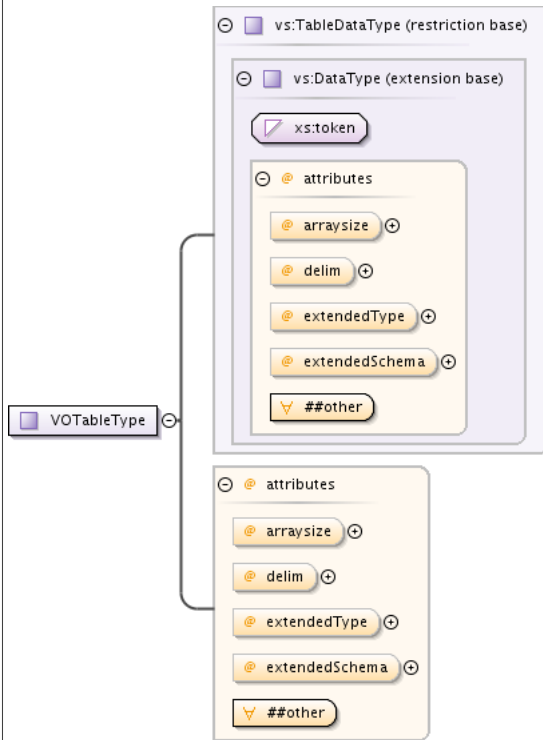 vs:TableDataType (restriction base)
vs:DataType (extension base)
xs:token
@ attributes
@ arraysize
@ delim
@ extendedType
@ extendedSchema
∀ ##other
VOTableType
@ attributes
@ arraysize
@ delim
@ extendedType
@ extendedSchema
∀ ##other